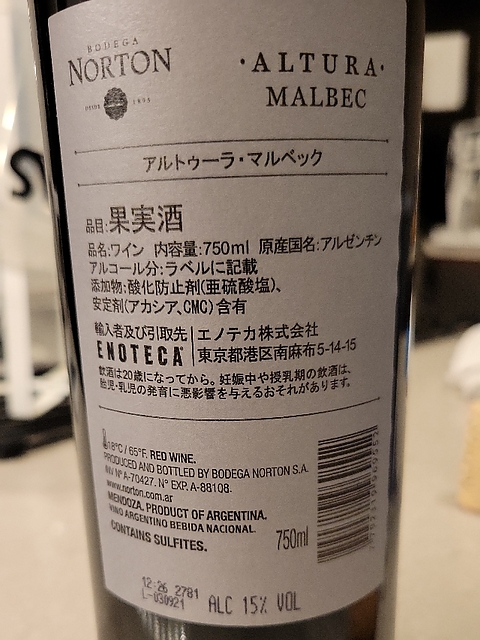 BODEGA
NORTON
DESDE 1895
·ALTURA·
MALBEC
アルトゥーラ・マルベック
品目:果実酒
品名:ワイン 内容量:750ml 原産国名:アルゼンチン
アルコール分:ラベルに記載
添加物:酸化防止剤(亜硫酸塩)、
安定剤(アカシア、CMC)含有
輸入者及び引取先
ENOTECA
エノテカ株式会社
東京都港区南麻布5-14-15
飲酒は20歳になってから。妊娠中や授乳期の飲酒は、
胎児・乳児の発育に悪影響を与えるおそれがあります。
18°C / 65°F. RED WINE.
PRODUCED AND BOTTLED BY BODEGA NORTON S.A.
INV N° A-70427. N° EXP. A-88108.
www.norton.com.ar
MENDOZA. PRODUCT OF ARGENTINA.
VINO ARGENTINO BEBIDA NACIONAL
CONTAINS SULFITES.
750ml
12:26 2781
L-030921
ALC 15% VOL